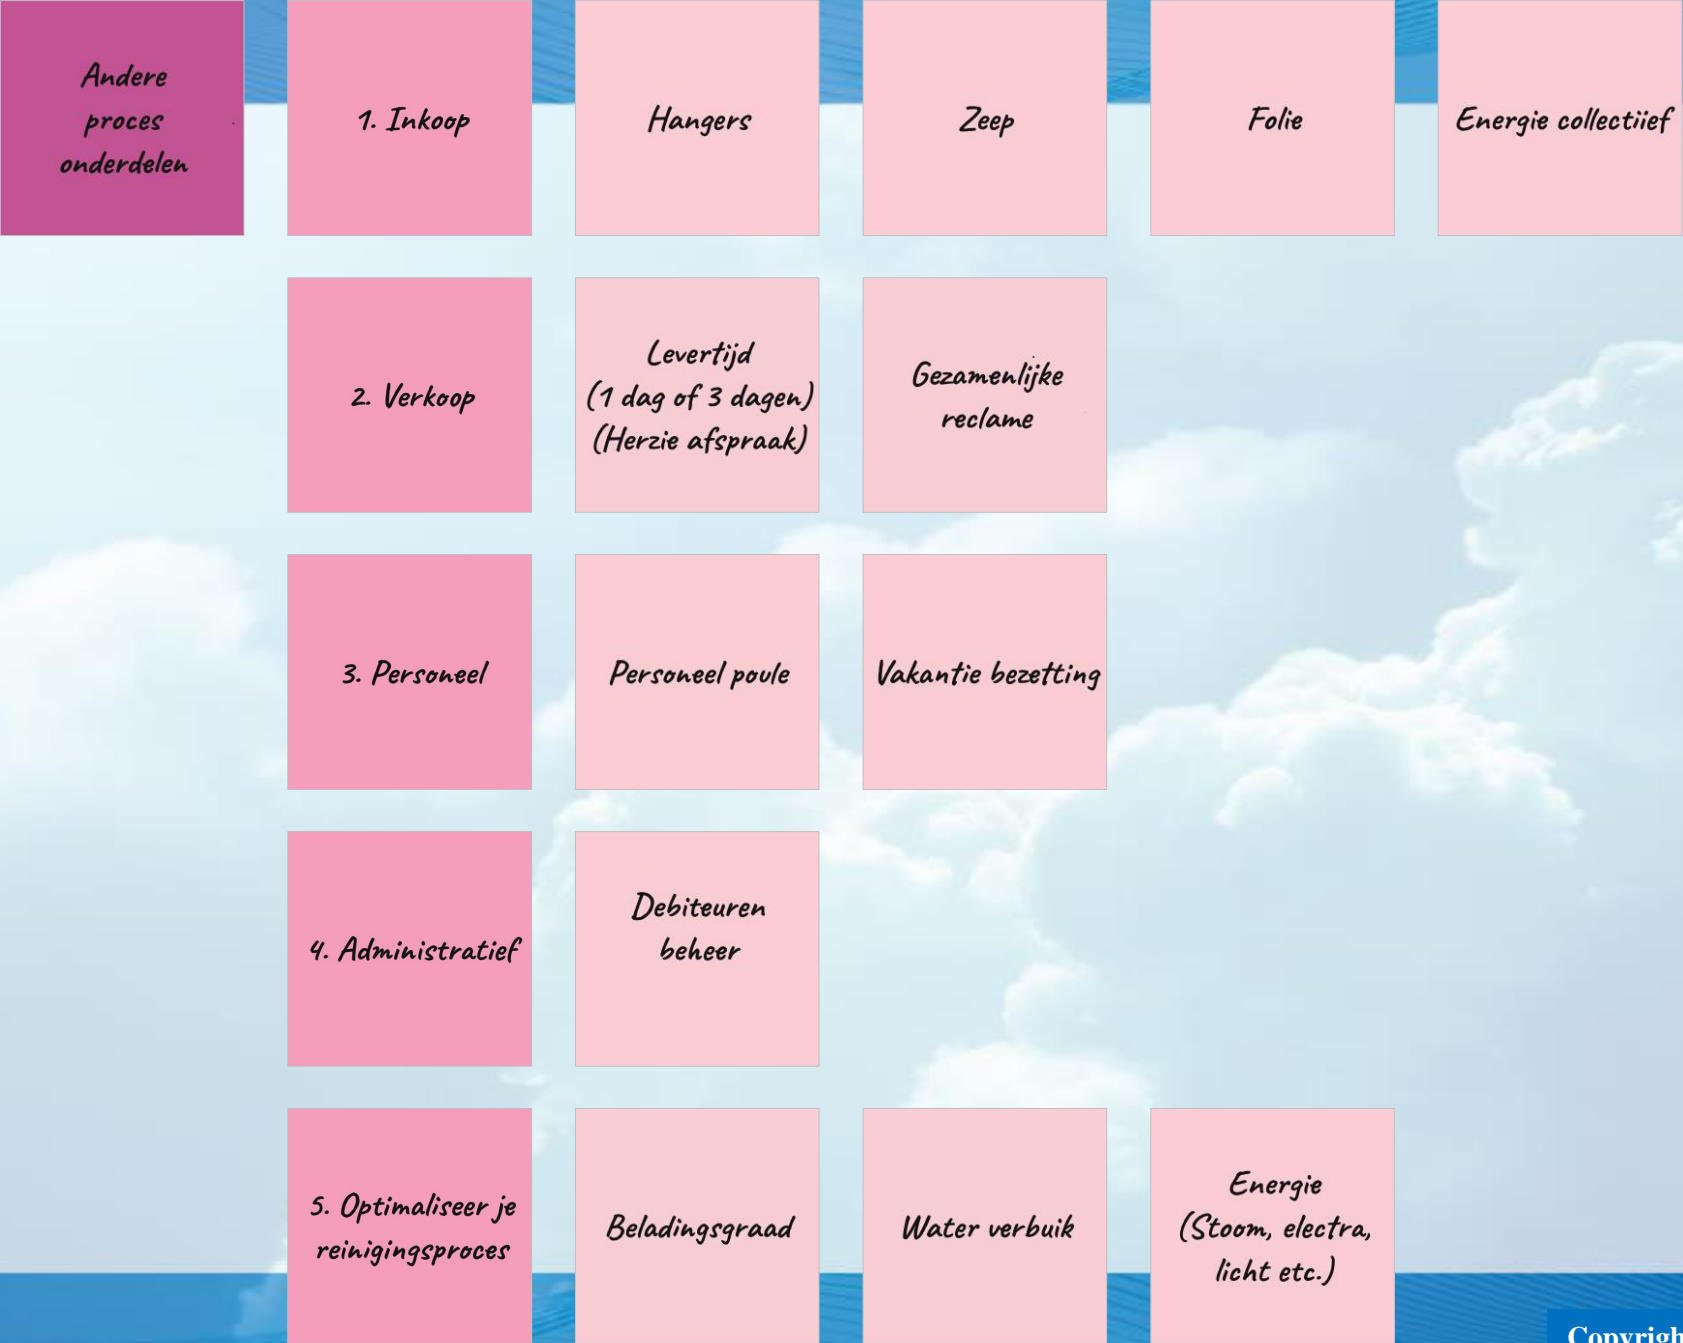 Andere
proces
onderdelen
1. Inkoop
Hangers
Zeep
Folie
Energie collectiief
2. Verkoop
Levertijd
(1 dag of 3 dagen)
(Herzie afspraak)
Gezamenlijke
reclame
3. Personeel
Personeel poule
Vakantie bezetting
4. Administratief
Debiteuren
beheer
5. Optimaliseer je
reinigingsproces
Beladingsgraad
Water verbuik
Energie
(Stoom, electra,
licht etc.)